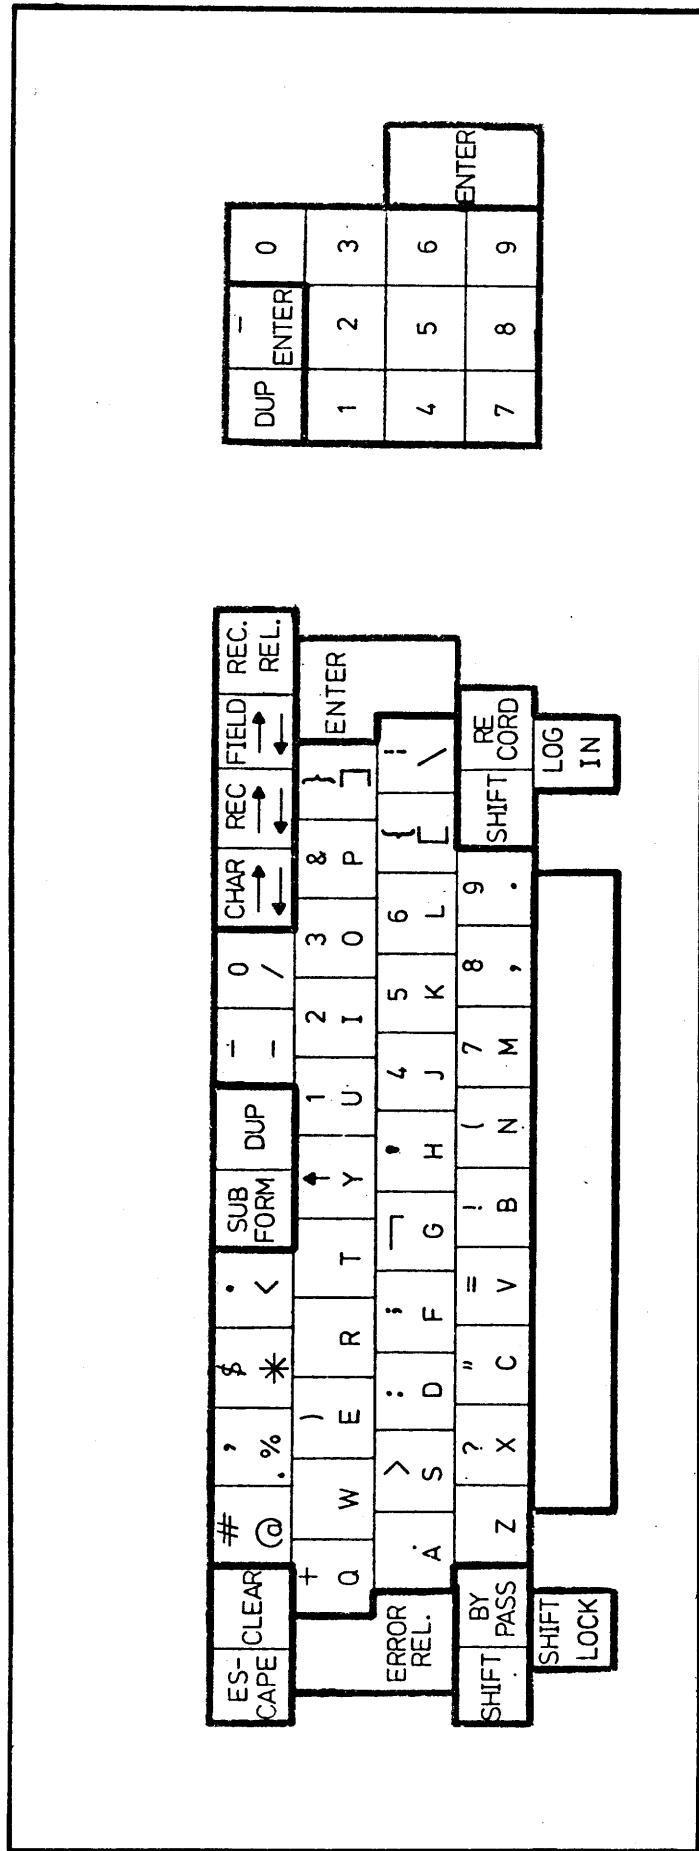 ES-CAPE CLEAR # @ ' .% $ * · < SUB FORM DUP = - 0 / CHAR → ← REC → ← FIELD → ← REC. REL.
+ Q W ) E R T ↑ Y 1 U 2 I 3 O & P } ] ENTER
ERROR REL. A > S : D ; F ¬ G ' H 4 J 5 K 6 L { [ ¦ \
SHIFT BY PASS Z ? X " C = V ! B ( N 7 M 8 , 9 . SHIFT RE CORD
SHIFT LOCK LOG IN
DUP - ENTER 0
1 2 3
4 5 6 ENTER
7 8 9